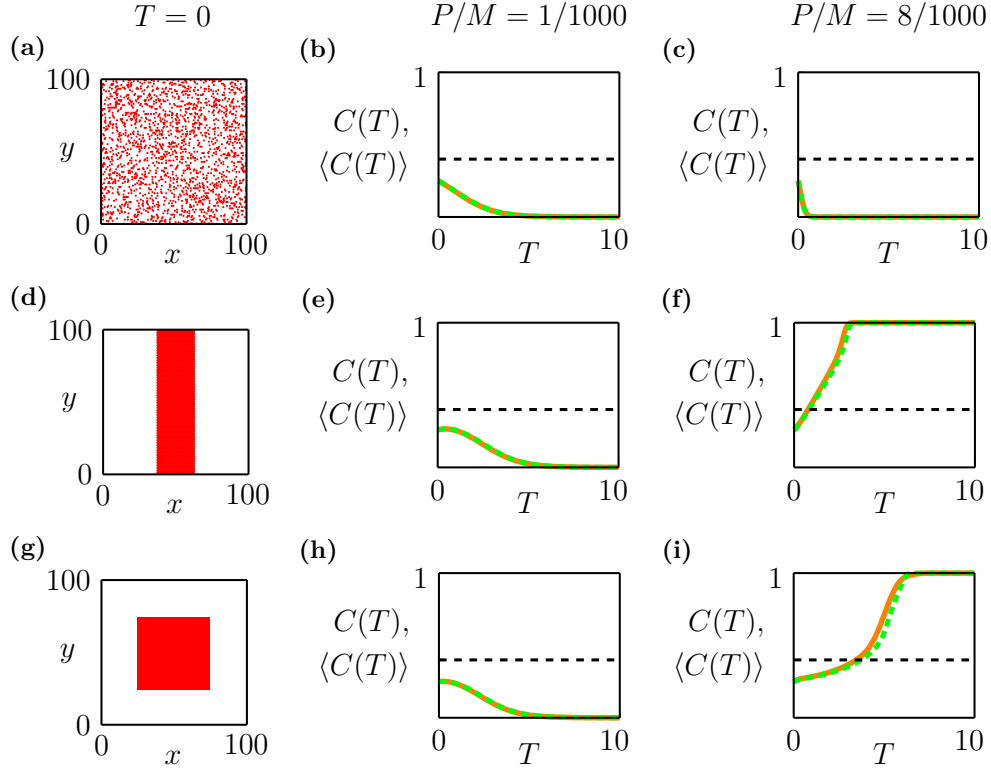 T = 0
P/M = 1/1000
P/M = 8/1000
(a)
100
y
0
0
x
100
(b)
1
C(T),
⟨C(T)⟩
0
T
10
(c)
1
C(T),
⟨C(T)⟩
0
T
10
(d)
100
y
0
0
x
100
(e)
1
C(T),
⟨C(T)⟩
0
T
10
(f)
1
C(T),
⟨C(T)⟩
0
T
10
(g)
100
y
0
0
x
100
(h)
1
C(T),
⟨C(T)⟩
0
T
10
(i)
1
C(T),
⟨C(T)⟩
0
T
10